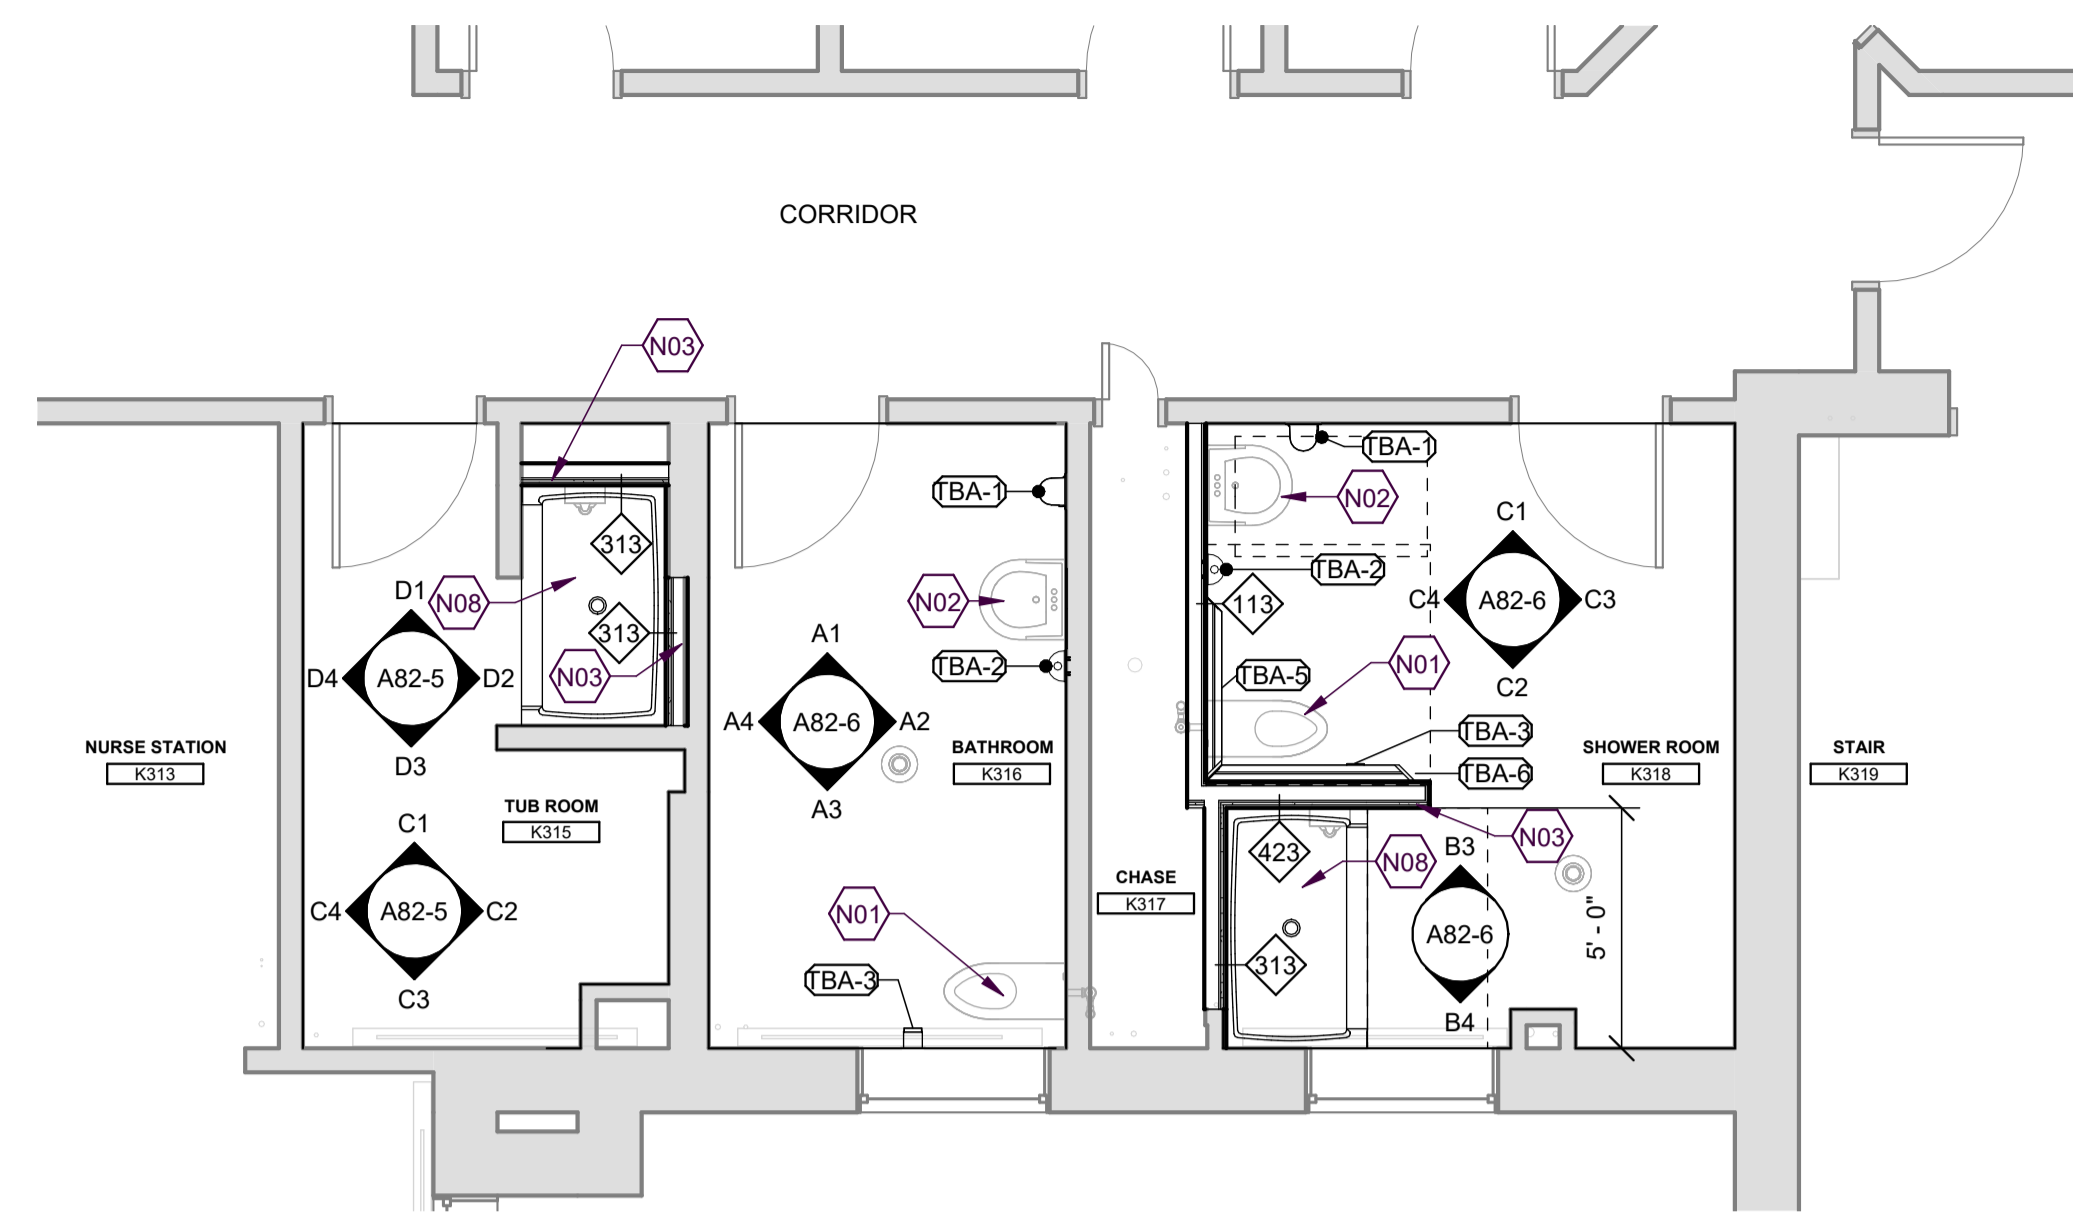 CORRIDOR
N03
TBA-1
N02
TBA-1
313
N08
D1
D4
A82-5
D2
D3
313
N03
TBA-2
N02
A1
A4
A82-6
A2
A3
TBA-2
113
C1
C4
A82-6
C3
C2
N01
TBA-5
TBA-3
TBA-6
NURSE STATION
K313
TUB ROOM
K315
BATHROOM
K316
SHOWER ROOM
K318
STAIR
K319
C1
C4
A82-5
C2
C3
N01
TBA-3
CHASE
K317
423
N08
N03
B3
A82-6
B4
313
5' - 0"